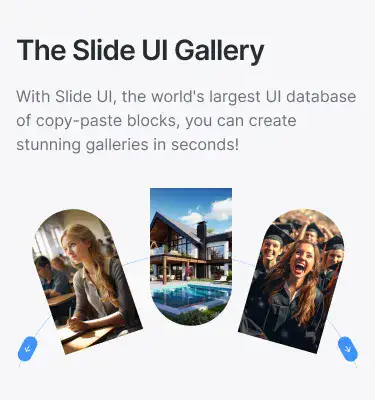 The Slide UI Gallery
With Slide UI, the world's largest UI database
of copy-paste blocks, you can create
stunning galleries in seconds!